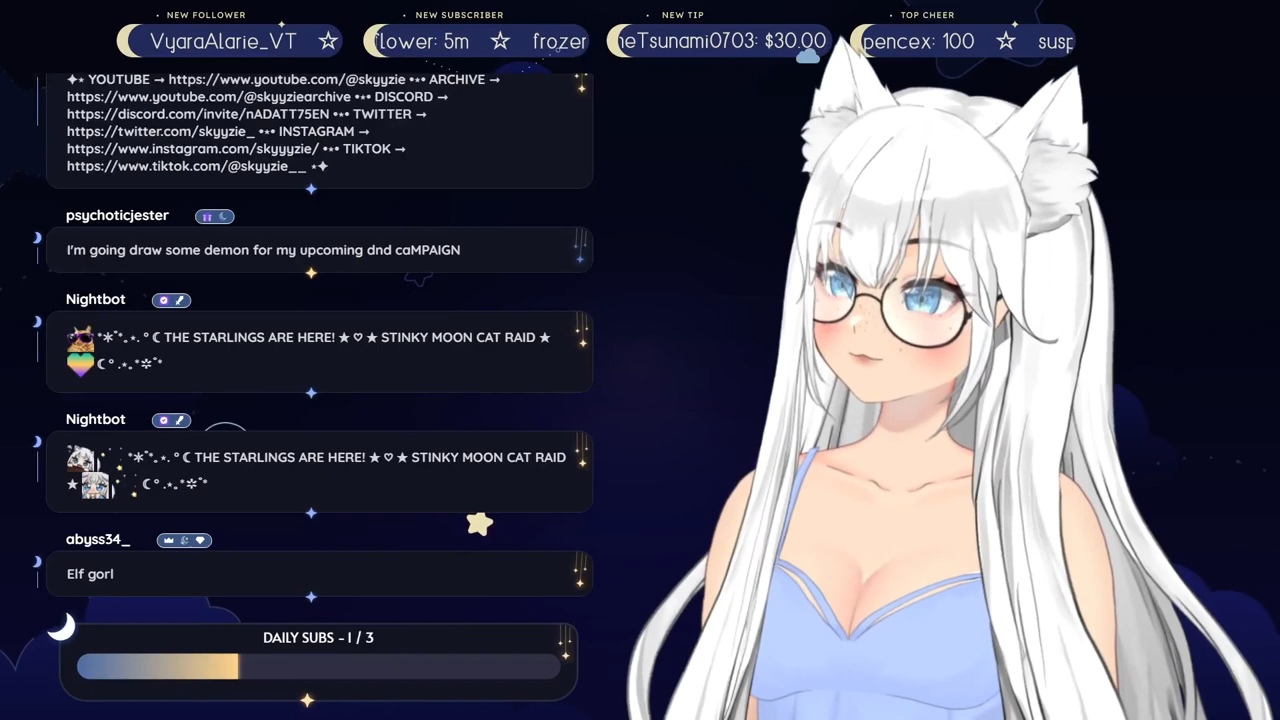 NEW FOLLOWER
NEW SUBSCRIBER
NEW TIP
TOP CHEER
VyaraAlarie_VT ☆
lower: 5m ☆ frozer
neTsunami0703: $30.00
pencex: 100 ☆ susp
✦⋆ YOUTUBE → https://www.youtube.com/@skyyzie •⋆• ARCHIVE →
https://www.youtube.com/@skyyziearchive •⋆• DISCORD →
https://discord.com/invite/nADATT75EN •⋆• TWITTER →
https://twitter.com/skyyzie_ •⋆• INSTAGRAM →
https://www.instagram.com/skyyyzie/ •⋆• TIKTOK →
https://www.tiktok.com/@skyyzie__ ⋆✦
psychoticjester
I'm going draw some demon for my upcoming dnd caMPAIGN
Nightbot
THE STARLINGS ARE HERE! ★ ♡ ★ STINKY MOON CAT RAID ★
Nightbot
THE STARLINGS ARE HERE! ★ ♡ ★ STINKY MOON CAT RAID
★
abyss34_
Elf gorl
DAILY SUBS - 1 / 3